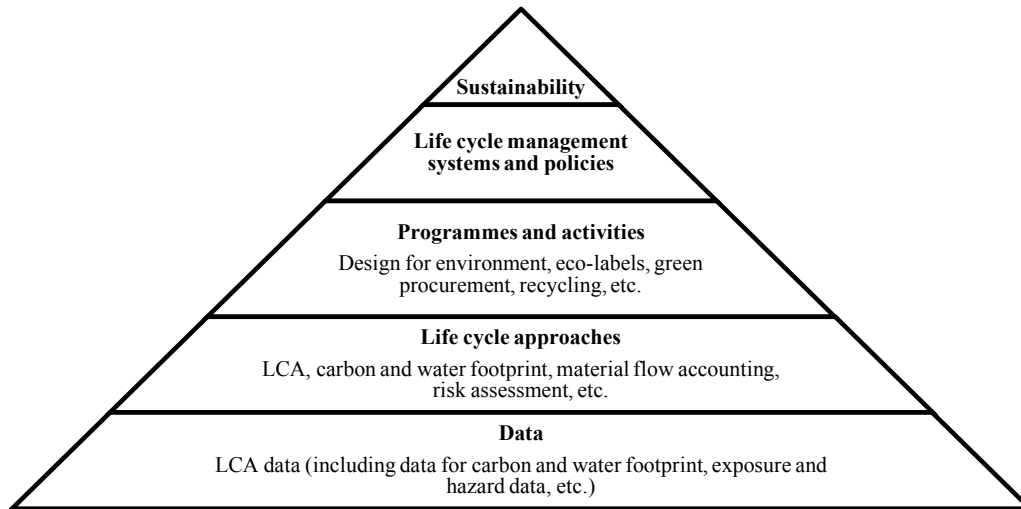 Sustainability
Life cycle management
systems and policies
Programmes and activities
Design for environment, eco-labels, green
procurement, recycling, etc.
Life cycle approaches
LCA, carbon and water footprint, material flow accounting,
risk assessment, etc.
Data
LCA data (including data for carbon and water footprint, exposure and
hazard data, etc.)